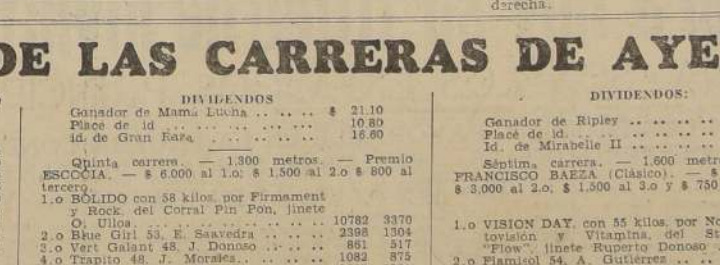 derecha.
DE LAS CARRERAS DE AYE
DIVIDENDOS
Ganador de Mamá Lucha .. .. .. $ 21.10
Placé de id ... ... ... ... ... 10.80
id. de Gran Raza ... ... ... ... 16.60
Quinta carrera. — 1.300 metros. — Premio
ESCOCIA. — $ 6.000 al 1.o; $ 1.500 al 2.o $ 800 al
tercero.
1.o BOLIDO con 58 kilos, por Firmament
y Rock, del Corral Pin Pon, jinete
O. Ulloa. .. .. .. .. .. .. .. 10782 3370
2.o Blue Girl 53, E. Saavedra .. .. .. 2398 1304
3.o Vert Galant 48, J. Donoso .. .. .. 861 517
4.o Trapito 48, J. Morales.. .. .. .. 1082 875
DIVIDENDOS:
Ganador de Ripley .. .. .. ..
Placé de id. ... .. .. .. ..
Id. de Mirabelle II .. .. .. ..
Séptima carrera. — 1.600 metr
FRANCISCO BAEZA (Clásico). — $
$ 3.000 al 2.o, $ 1.500 al 3.o y $ 750
1.o VISION DAY, con 55 kilos, por No
tovisión y Vitamina, del St
"Flow", jinete Ruperto Donoso
2.o Flamisol 54, A. Gutiérrez .. ..